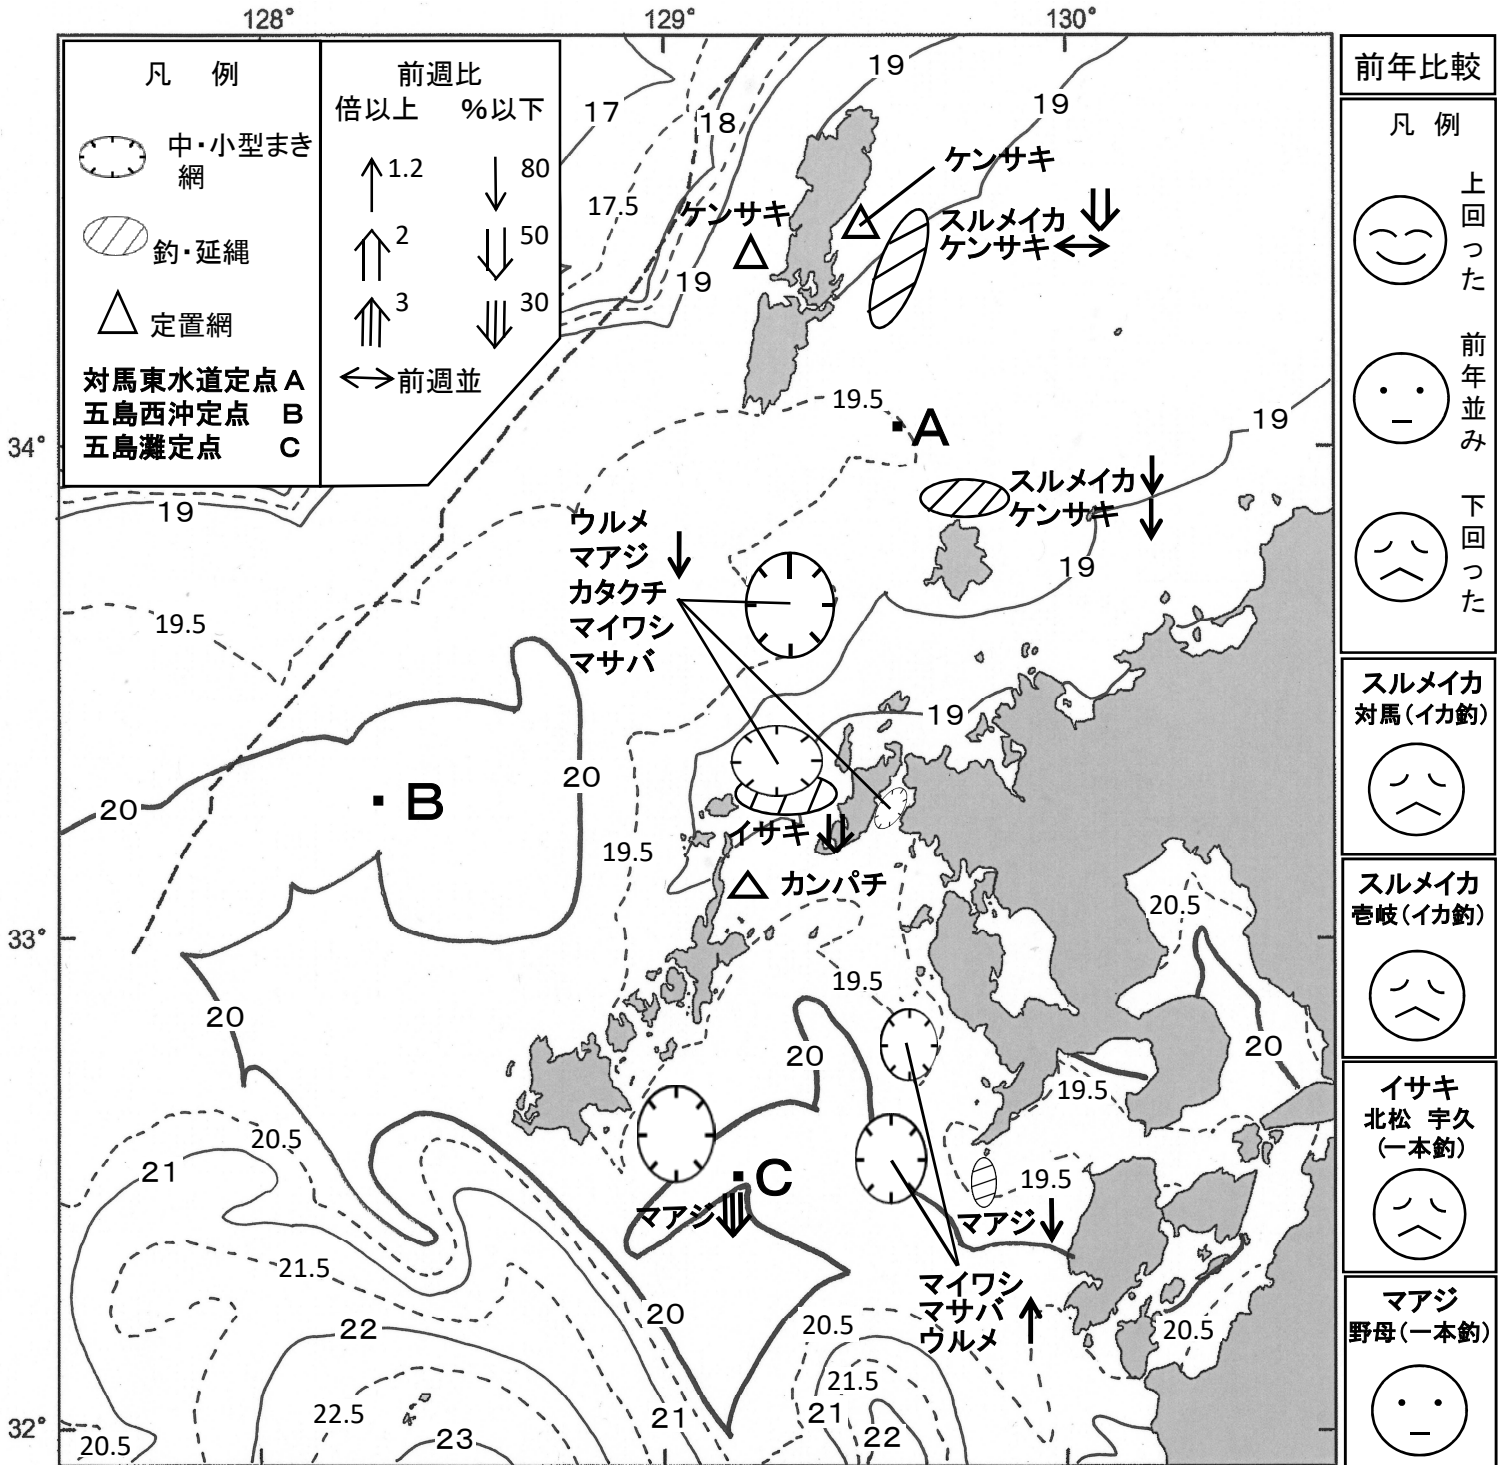 128°
129°
130°
34°
33°
32°
凡 例
中・小型まき
網
釣・延縄
定置網
対馬東水道定点 A
五島西沖定点 B
五島灘定点 C
前週比
倍以上 %以下
1.2 80
2 50
3 30
前週並
17
18
19
19
17.5
19
ケンサキ
ケンサキ
スルメイカ
ケンサキ
19.5
A
19
19
スルメイカ
ケンサキ
19
ウルメ
マアジ
カタクチ
マイワシ
マサバ
19.5
19
20
B
20
19.5
イサキ
カンパチ
20.5
20
19.5
20
20
19.5
20.5
21
C
19.5
マアジ
マアジ
21.5
マイワシ
マサバ
ウルメ
20
22
20.5
20.5
21.5
22.5
21
21
22
20.5
23
前年比較
凡 例
上回った
前年並み
下回った
スルメイカ
対馬(イカ釣)
スルメイカ
壱岐(イカ釣)
イサキ
北松 宇久
(一本釣)
マアジ
野母(一本釣)